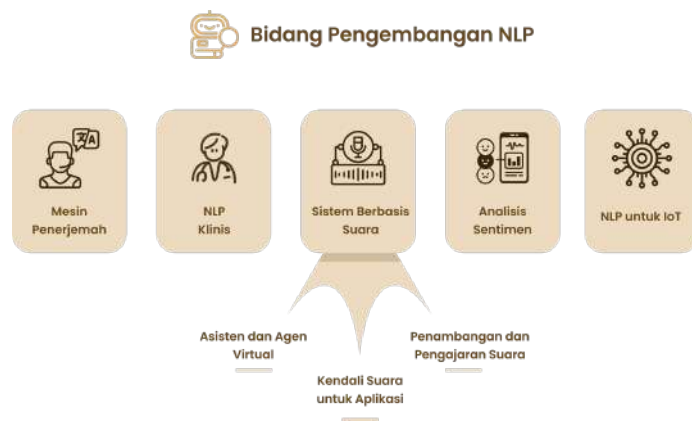 Bidang Pengembangan NLP
Mesin
Penerjemah
NLP
Klinis
Sistem Berbasis
Suara
Analisis
Sentimen
NLP untuk IoT
Asisten dan Agen
Virtual
Kendali Suara
untuk Aplikasi
Penambangan dan
Pengajaran Suara